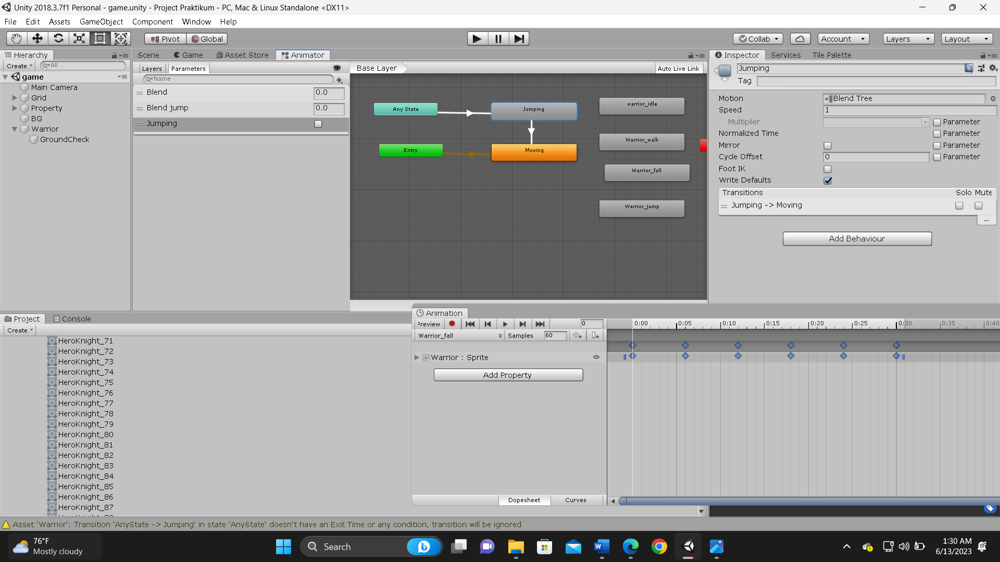 Unity 2018.3.7f1 Personal - game.unity - Project Praktikum - PC, Mac & Linux Standalone <DX11>
File Edit Assets GameObject Component Window Help
Pivot Global Collab Account Layers Layout
Hierarchy
Create All
game
Main Camera
Grid
Property
BG
Warrior
GroundCheck
Scene Game Asset Store Animator
Layers Parameters
Name
Blend 0.0
Blend jump 0.0
Jumping
Base Layer Auto Live Link
Any State Jumping warrior_idle
Warrior_walk
Entry Moving
Warrior_fall
Warrior_jump
Inspector Services Tile Palette
Jumping
Tag
Motion Blend Tree
Speed 1
Multiplier Parameter
Normalized Time Parameter
Mirror Parameter
Cycle Offset 0 Parameter
Foot IK
Write Defaults
Transitions Solo Mute
Jumping -> Moving
Add Behaviour
Project Console
Create
HeroKnight_71
HeroKnight_72
HeroKnight_73
HeroKnight_74
HeroKnight_75
HeroKnight_76
HeroKnight_77
HeroKnight_78
HeroKnight_79
HeroKnight_80
HeroKnight_81
HeroKnight_82
HeroKnight_83
HeroKnight_84
HeroKnight_85
HeroKnight_86
HeroKnight_87
Animation
Preview 0 0:00 0:05 0:10 0:15 0:20 0:25 0:30 0:35 0:40
Warrior_fall Samples 60
Warrior : Sprite
Add Property
Dopesheet Curves
Asset 'Warrior': Transition 'AnyState -> Jumping' in state 'AnyState' doesn't have an Exit Time or any condition, transition will be ignored
76°F
Mostly cloudy
Search
1:30 AM
6/13/2023